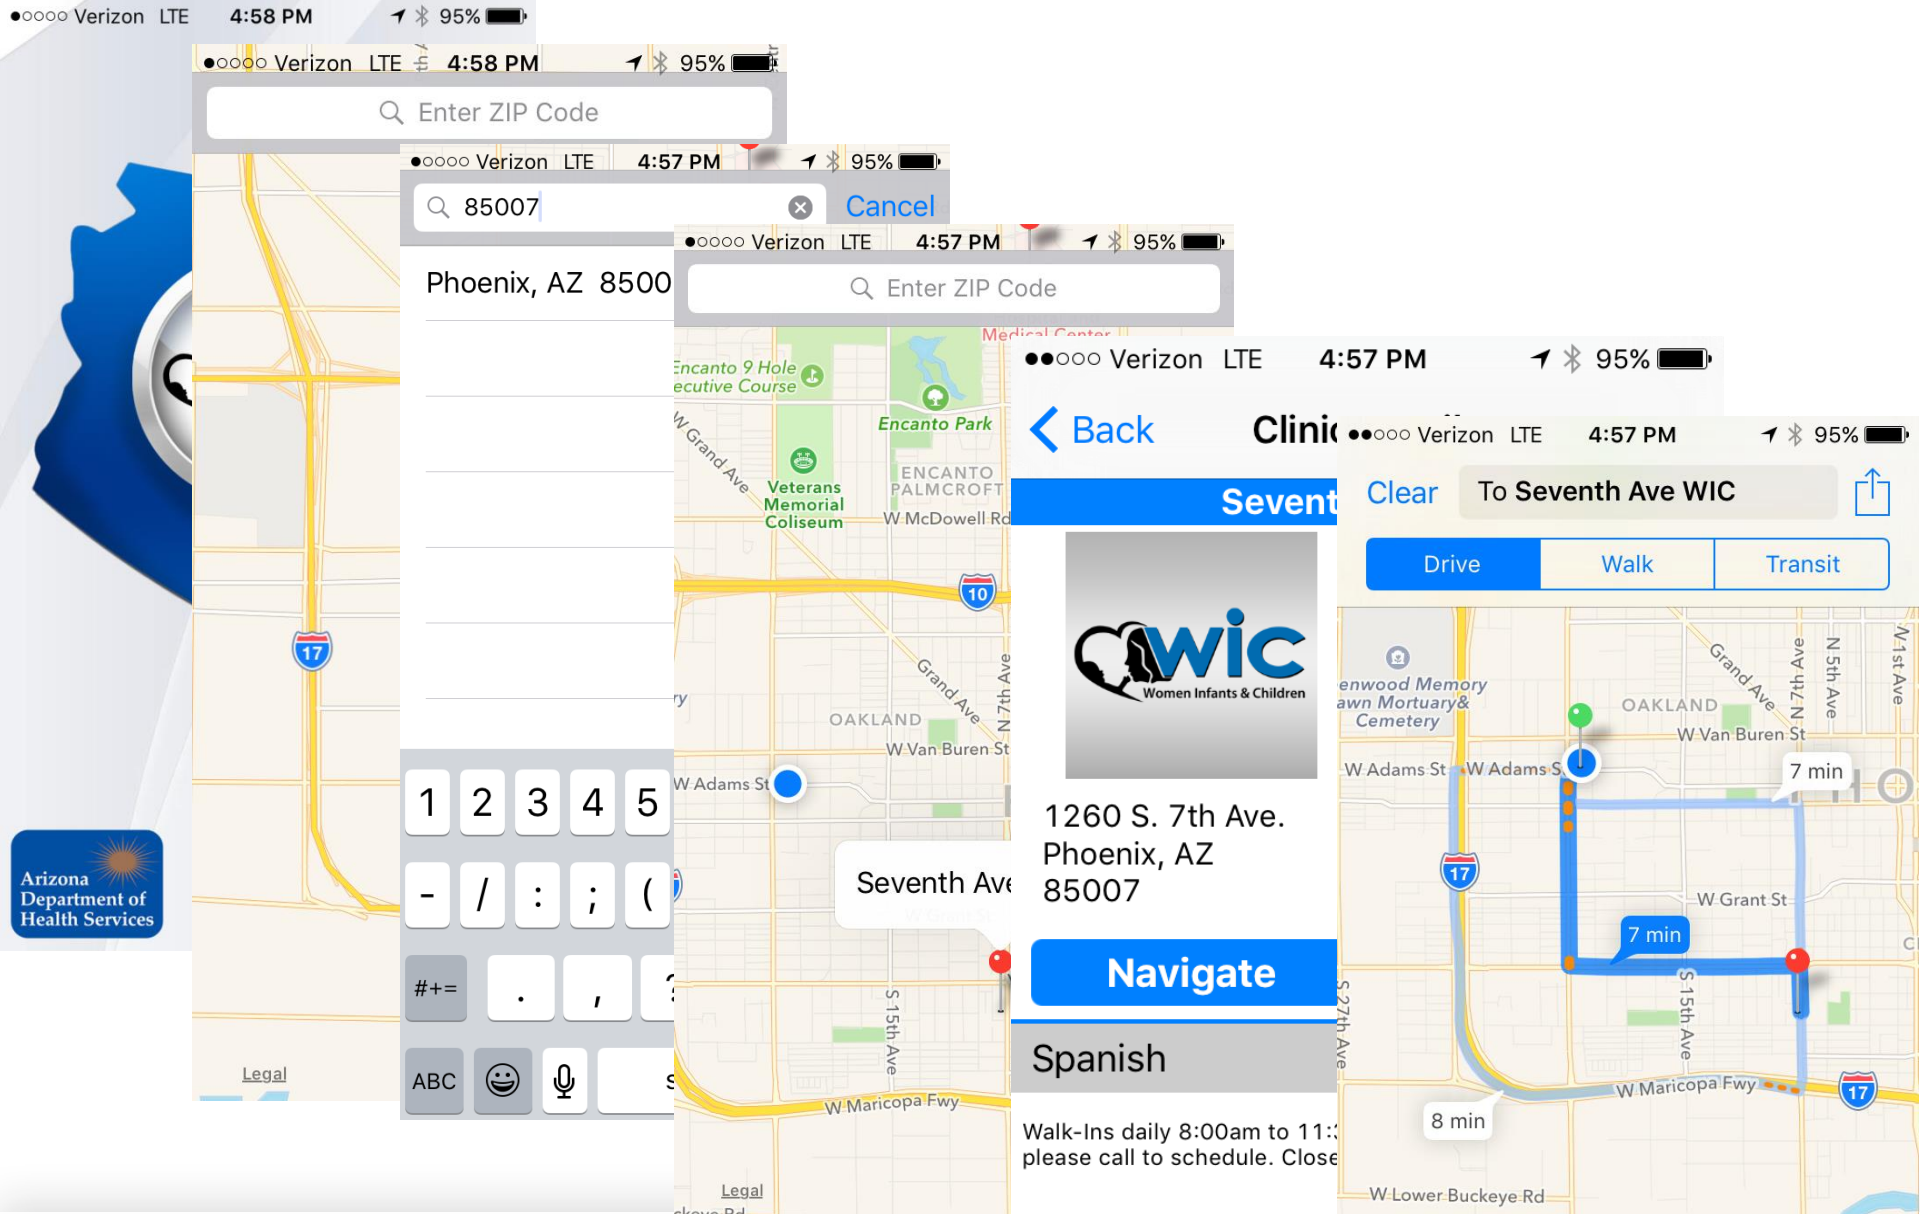 Verizon LTE 4:58 PM 95%
Arizona
Department of
Health Services
Verizon LTE 4:58 PM 95%
Enter ZIP Code
17
Legal
Verizon LTE 4:57 PM 95%
85007
Cancel
Phoenix, AZ 8500
1 2 3 4 5
- / : ; (
#+= . , ?
ABC
s
Verizon LTE 4:57 PM 95%
Enter ZIP Code
Medical Center
Encanto 9 Hole
ecutive Course
Encanto Park
W Grand Ave
Veterans
Memorial
Coliseum
ENCANTO
PALMCROFT
W McDowell Rd
10
Grand Ave
N 7th Ave
OAKLAND
W Van Buren St
W Adams St
Seventh Ave
W Grant St
S 15th Ave
W Maricopa Fwy
Legal
ckeye Rd
Verizon LTE 4:57 PM 95%
Back
Clinic
Sevent
WIC
Women Infants & Children
1260 S. 7th Ave.
Phoenix, AZ
85007
Navigate
Spanish
Walk-Ins daily 8:00am to 11:3
please call to schedule. Close
Verizon LTE 4:57 PM 95%
Clear
To Seventh Ave WIC
Drive Walk Transit
enwood Memory
awn Mortuary&
Cemetery
Grand Ave
N 7th Ave
N 5th Ave
N 1st Ave
OAKLAND
W Van Buren St
W Adams St
W Adams S
7 min
HO
17
W Grant St
7 min
S 27th Ave
S 15th Ave
W Maricopa Fwy
17
8 min
W Lower Buckeye Rd